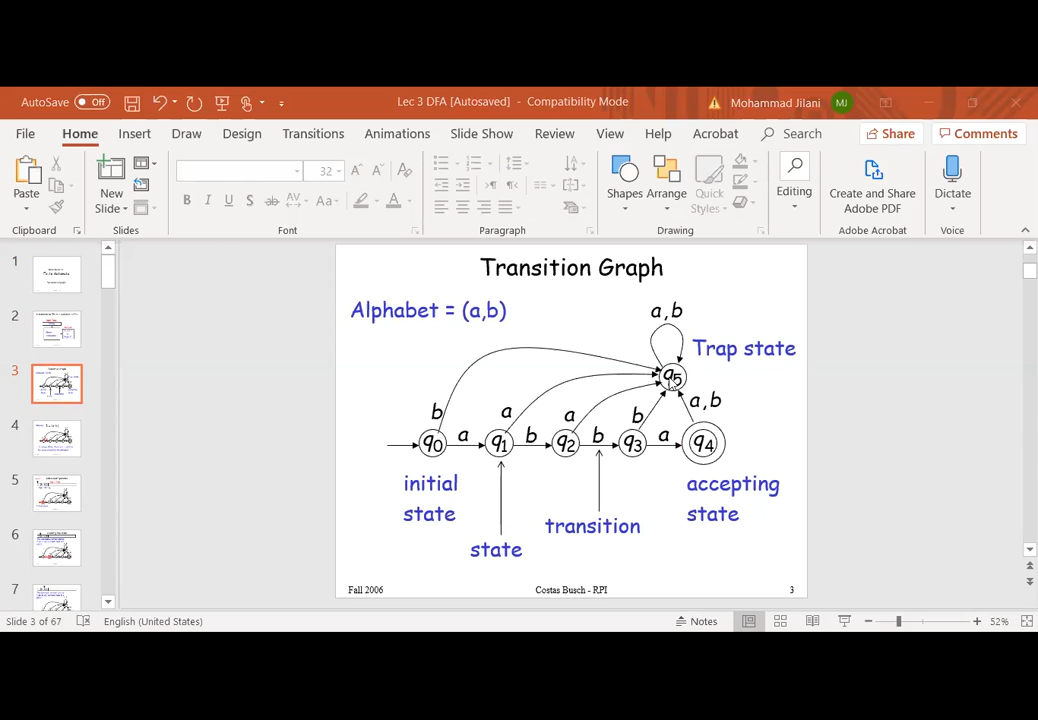 AutoSave Off Lec 3 DFA [Autosaved] - Compatibility Mode Mohammad Jilani MJ
File Home Insert Draw Design Transitions Animations Slide Show Review View Help Acrobat Search Share Comments
32
Paste New Slide Shapes Arrange Quick Styles Editing Create and Share Adobe PDF Dictate
B I U S ab AV Aa A
Clipboard Slides Font Paragraph Drawing Adobe Acrobat Voice
1
2
3
4
5
6
7
Transition Graph
Alphabet = (a,b)
a,b
Trap state
q5
b a a b a,b
q0 a q1 b q2 b q3 a q4
initial state
accepting state
transition
state
Fall 2006 Costas Busch - RPI 3
Slide 3 of 67 English (United States) Notes 52%